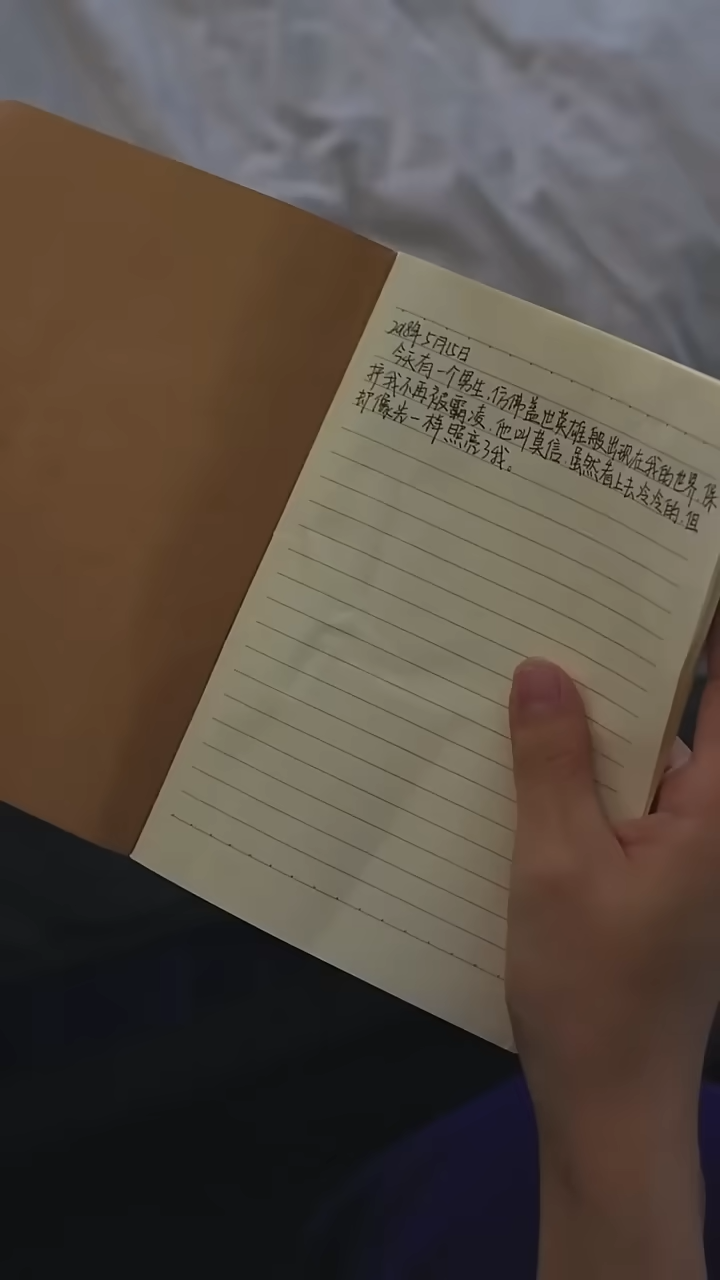 2018年5月15日
今天有一个男生,仿佛盖世英雄般出现在我的世界,保
护我不再被霸凌,他叫莫信,虽然看上去冷冷的,但
却像光一样照亮了我。